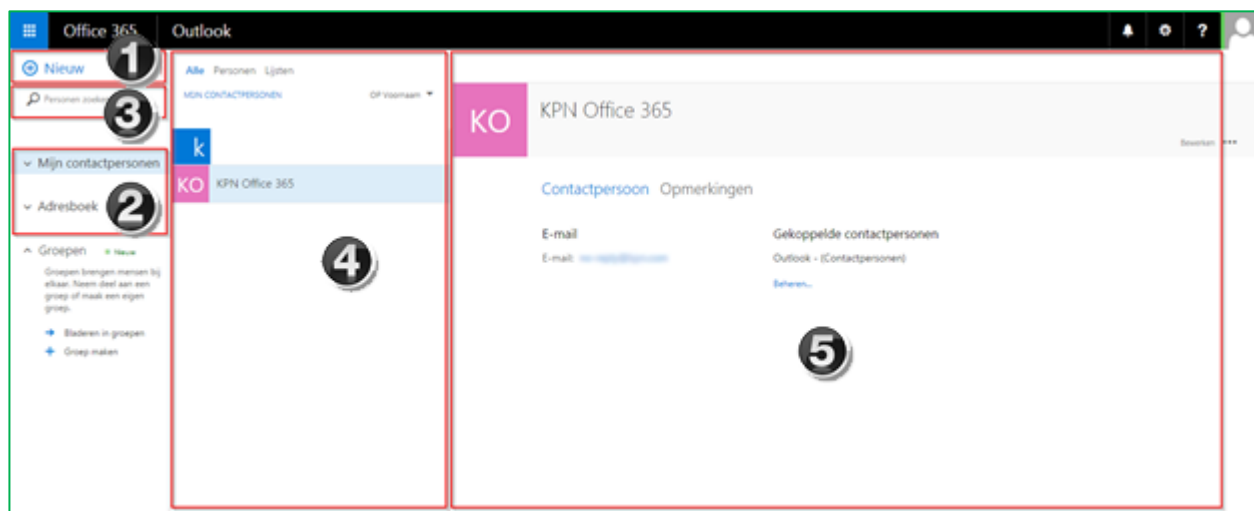 Office 365 Outlook ?
Nieuw
1
Personen zoeken
3
Mijn contactpersonen
Adresboek
2
Groepen + Nieuw
Groepen brengen mensen bij
elkaar. Neem deel aan een
groep of maak een eigen
groep.
Bladeren in groepen
Groep maken
Alle Personen Lijsten
MIJN CONTACTPERSONEN OP Voornaam
k
KO KPN Office 365
4
KO KPN Office 365
Bewerken
Contactpersoon Opmerkingen
E-mail Gekoppelde contactpersonen
E-mail: Outlook - (Contactpersonen)
Beheren...
5